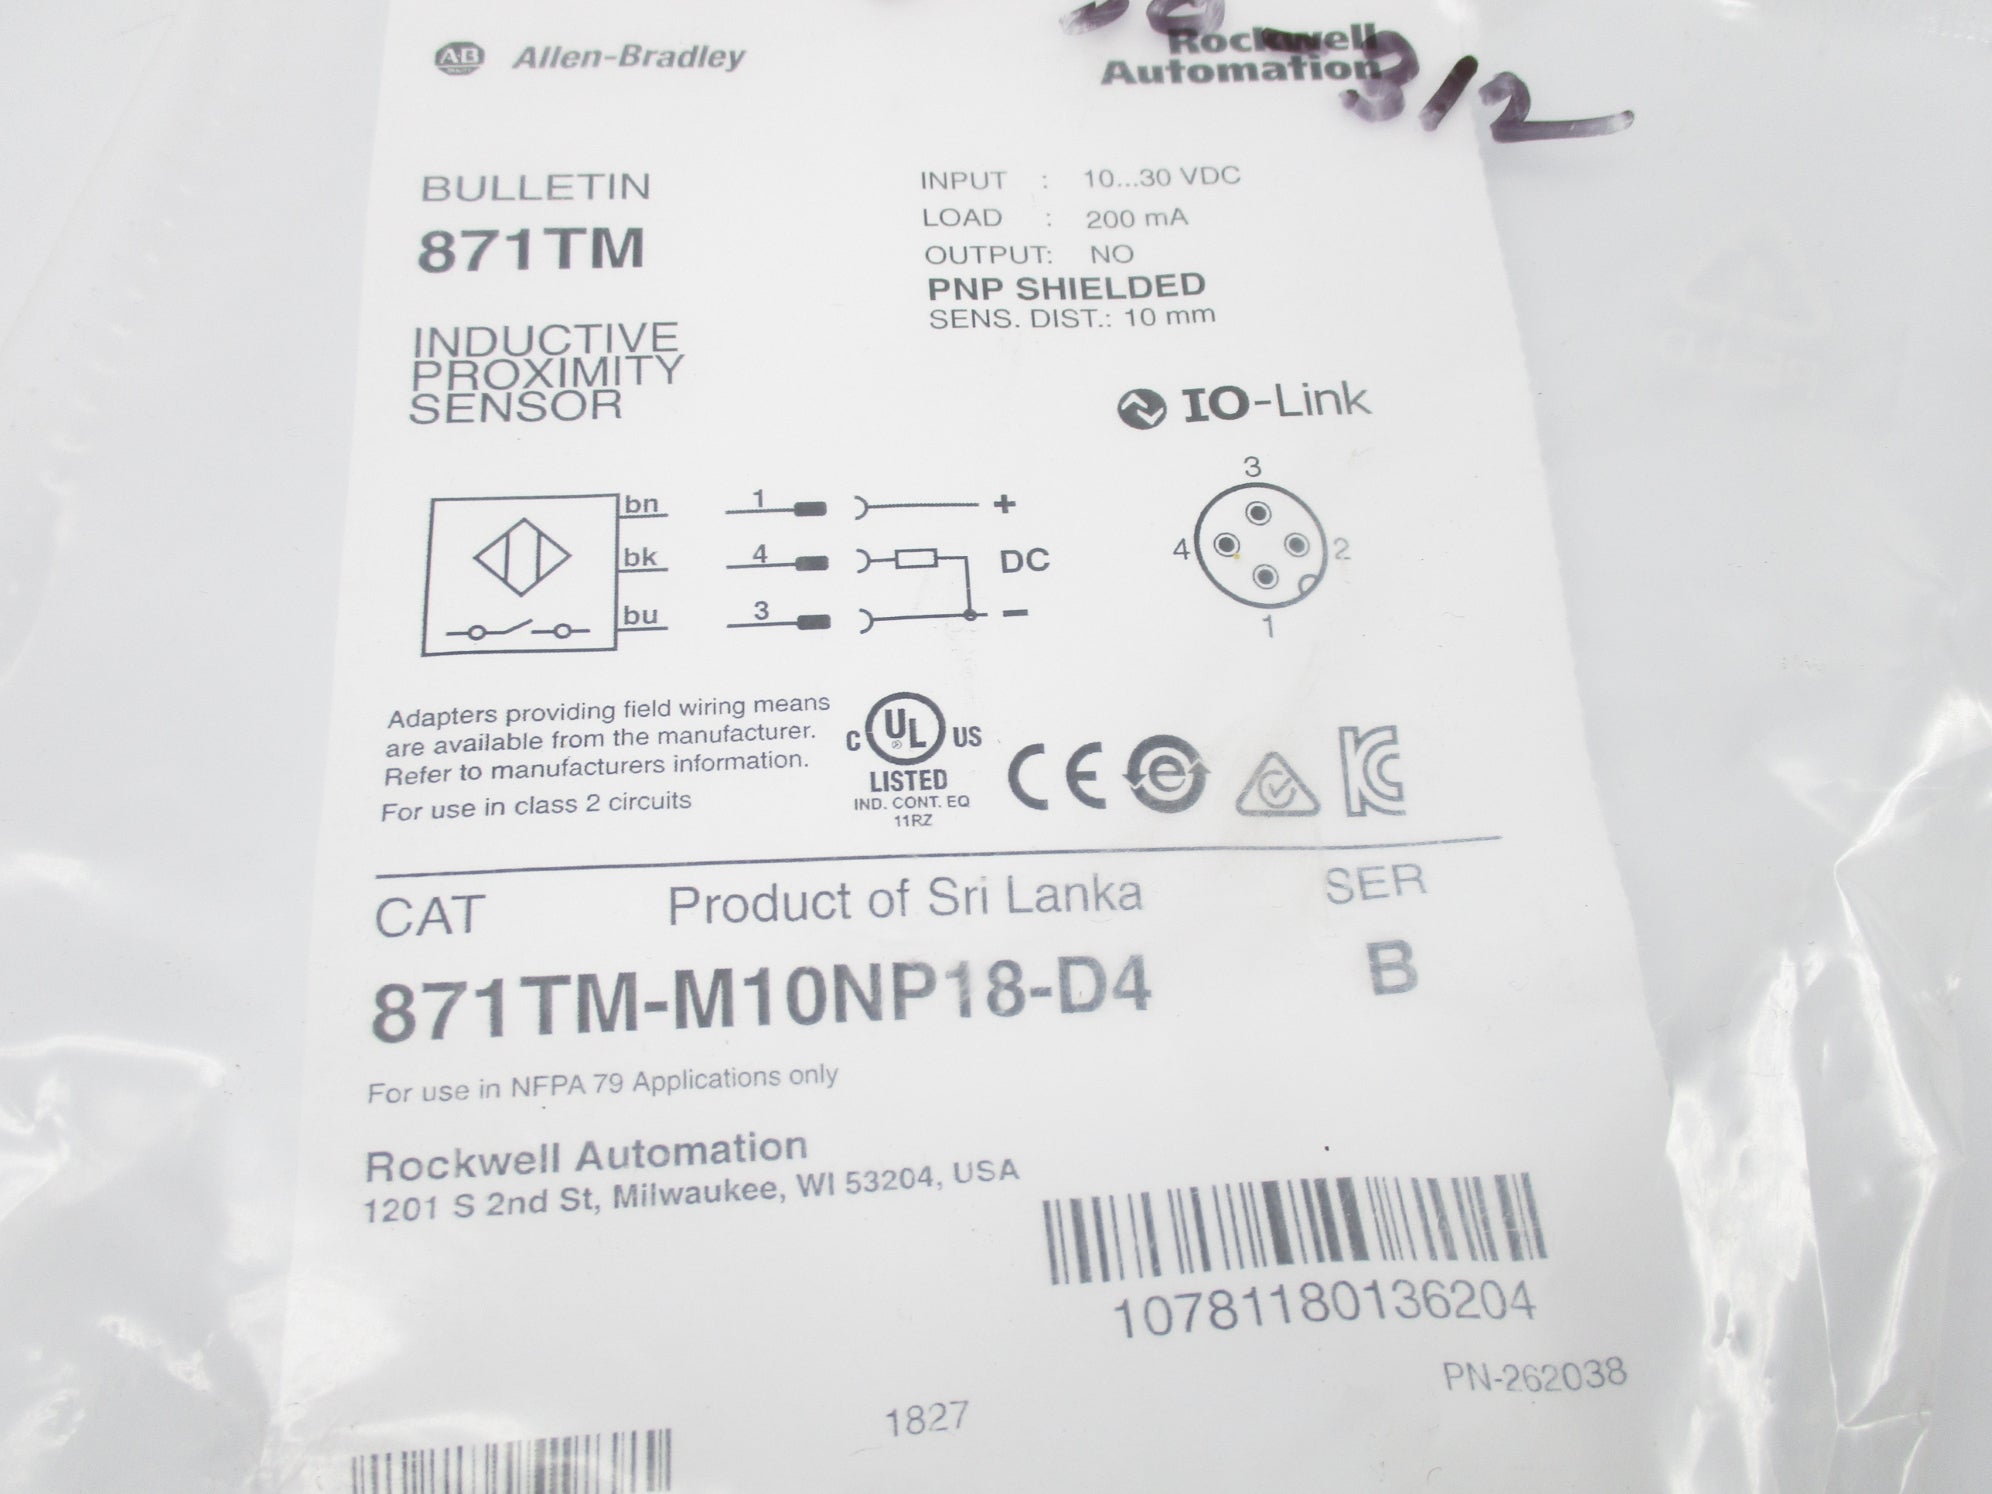 AB Allen-Bradley
Rockwell
Automation
312
BULLETIN
871TM
INDUCTIVE
PROXIMITY
SENSOR
INPUT : 10...30 VDC
LOAD : 200 mA
OUTPUT: NO
PNP SHIELDED
SENS. DIST.: 10 mm
IO-Link
bn 1 +
bk 4 DC
bu 3 −
3
4 2
1
Adapters providing field wiring means
are available from the manufacturer.
Refer to manufacturers information.
For use in class 2 circuits
C UL ® US
LISTED
IND. CONT. EQ
11RZ
CE e KC
CAT Product of Sri Lanka SER
871TM-M10NP18-D4 B
For use in NFPA 79 Applications only
Rockwell Automation
1201 S 2nd St, Milwaukee, WI 53204, USA
10781180136204
PN-262038
1827